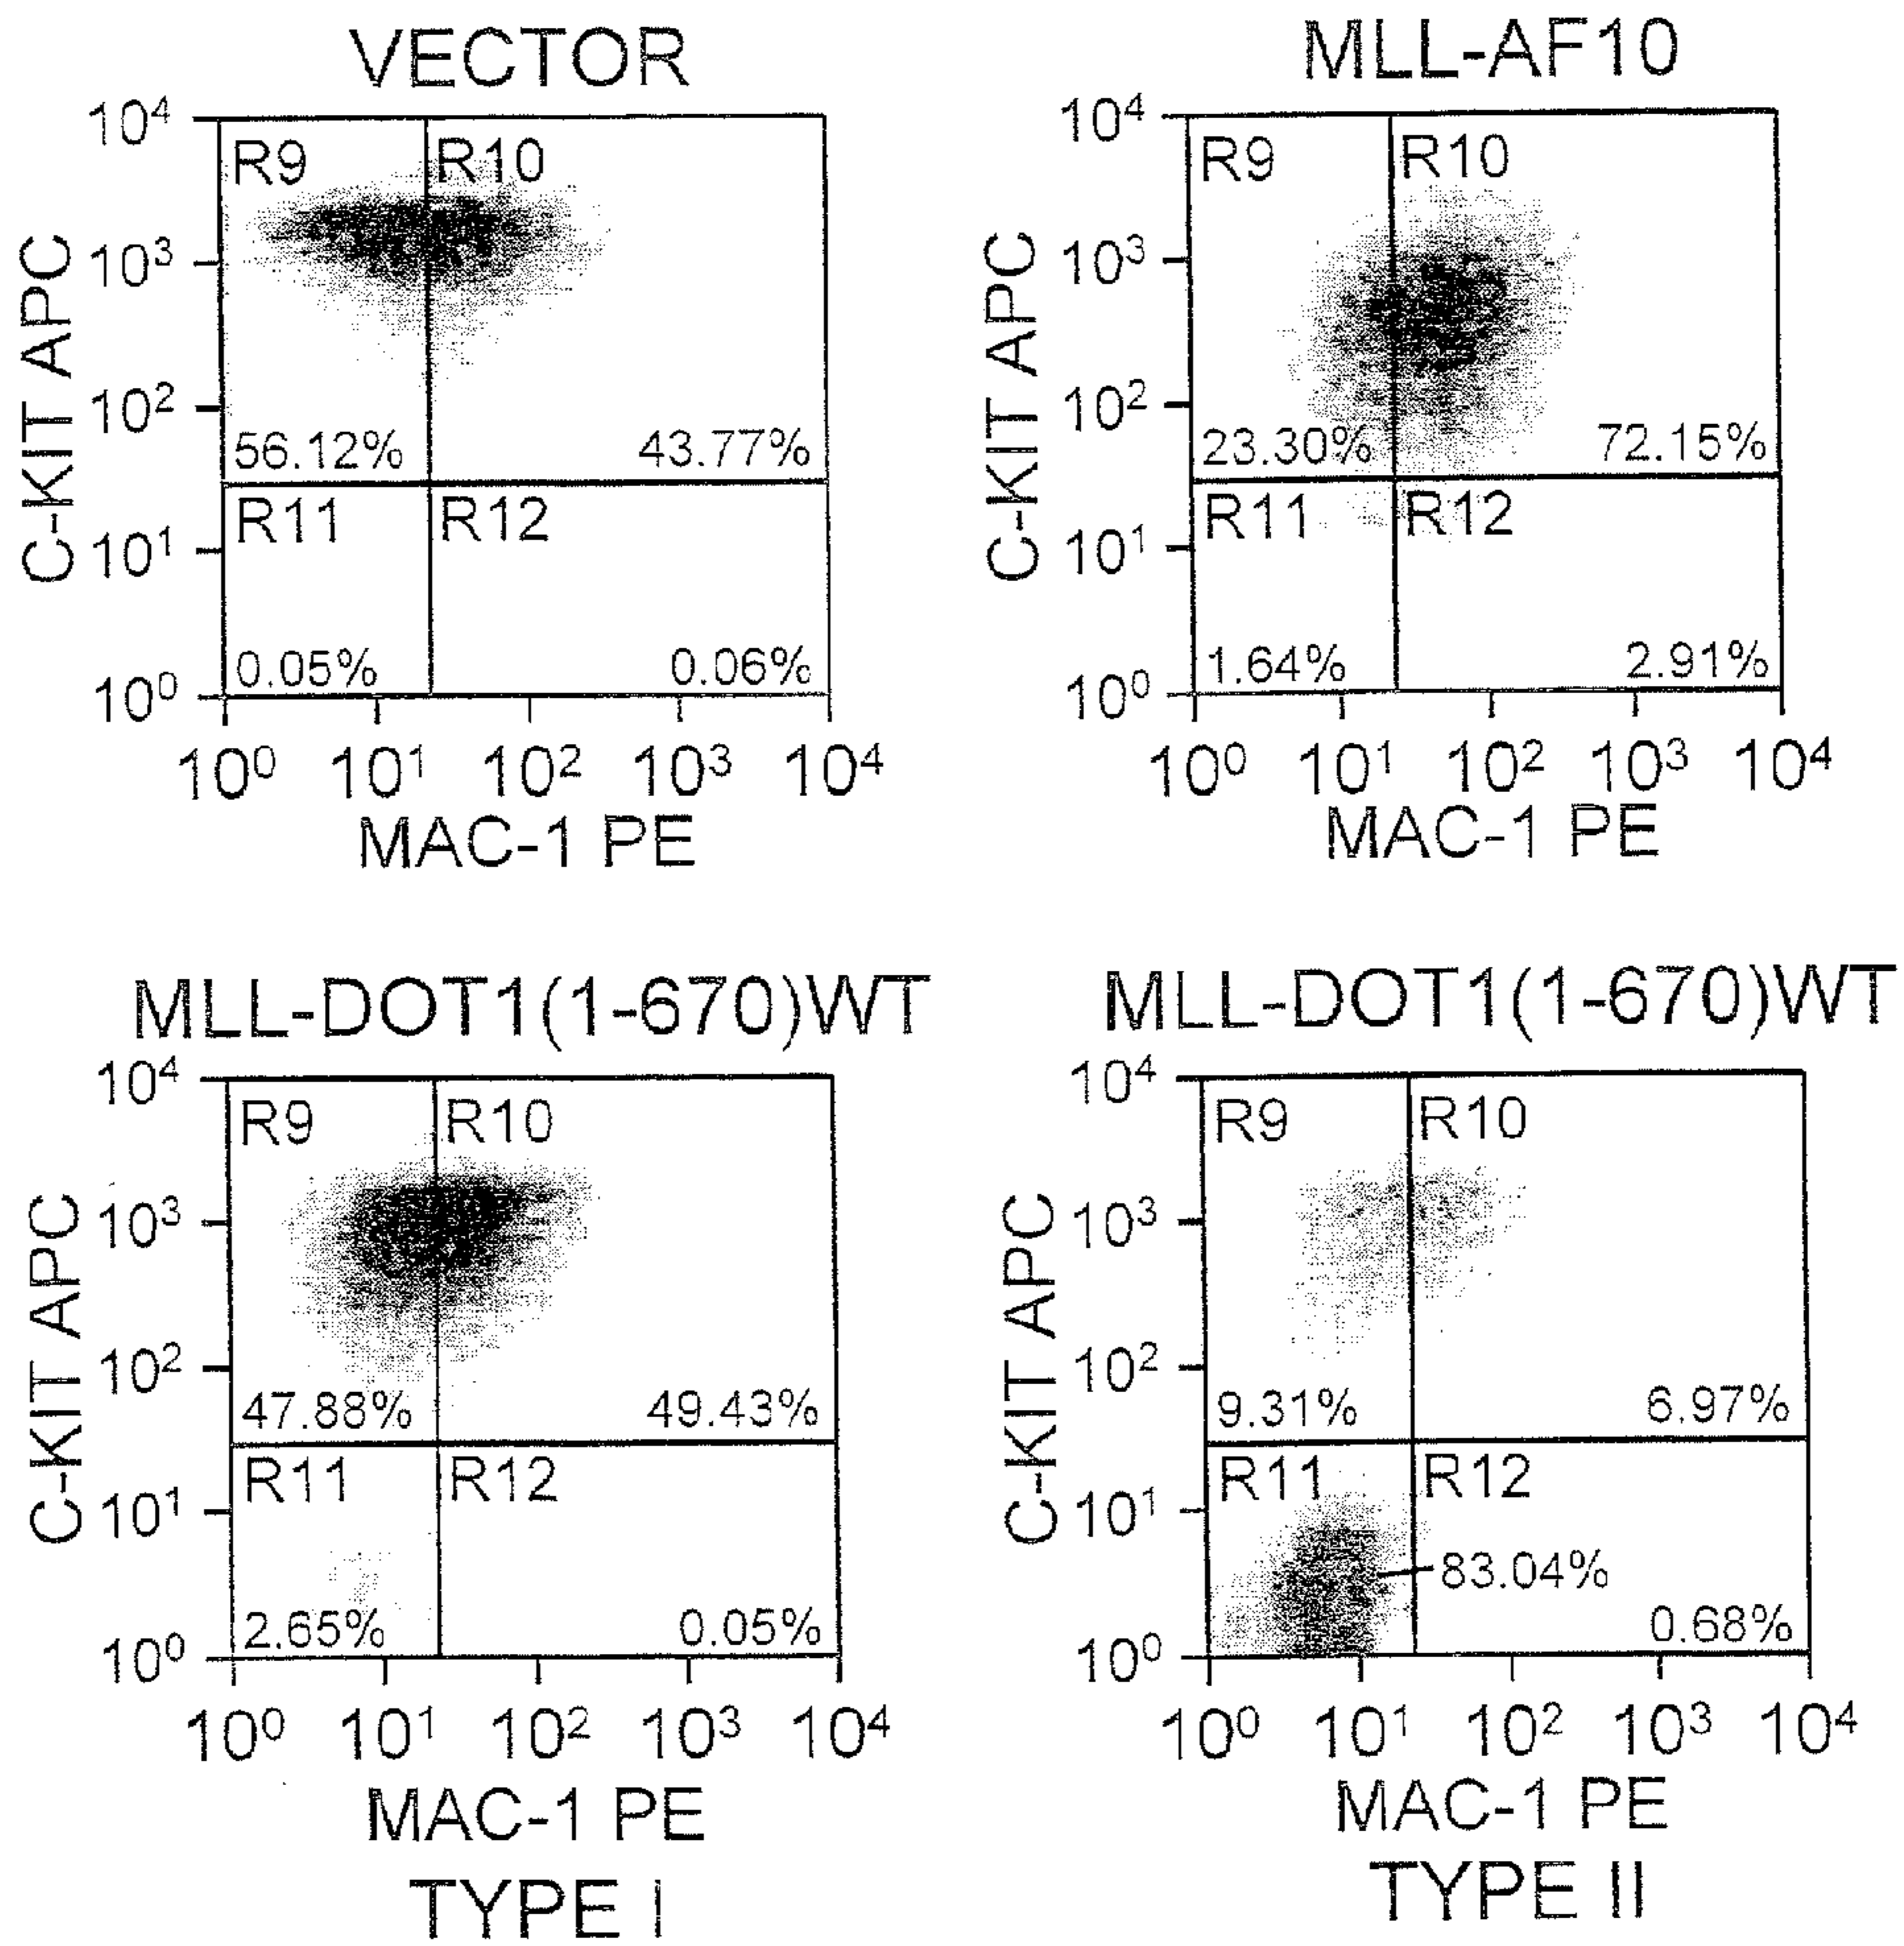 VECTOR
C-KIT APC
10⁴
10³
10²
10¹
10⁰
R9
R10
56.12%
43.77%
R11
R12
0.05%
0.06%
10⁰ 10¹ 10² 10³ 10⁴
MAC-1 PE
MLL-AF10
C-KIT APC
10⁴
10³
10²
10¹
10⁰
R9
R10
23.30%
72.15%
R11
R12
1.64%
2.91%
10⁰ 10¹ 10² 10³ 10⁴
MAC-1 PE
MLL-DOT1(1-670)WT
C-KIT APC
10⁴
10³
10²
10¹
10⁰
R9
R10
47.88%
49.43%
R11
R12
2.65%
0.05%
10⁰ 10¹ 10² 10³ 10⁴
MAC-1 PE
TYPE I
MLL-DOT1(1-670)WT
C-KIT APC
10⁴
10³
10²
10¹
10⁰
R9
R10
9.31%
6.97%
R11
R12
83.04%
0.68%
10⁰ 10¹ 10² 10³ 10⁴
MAC-1 PE
TYPE II